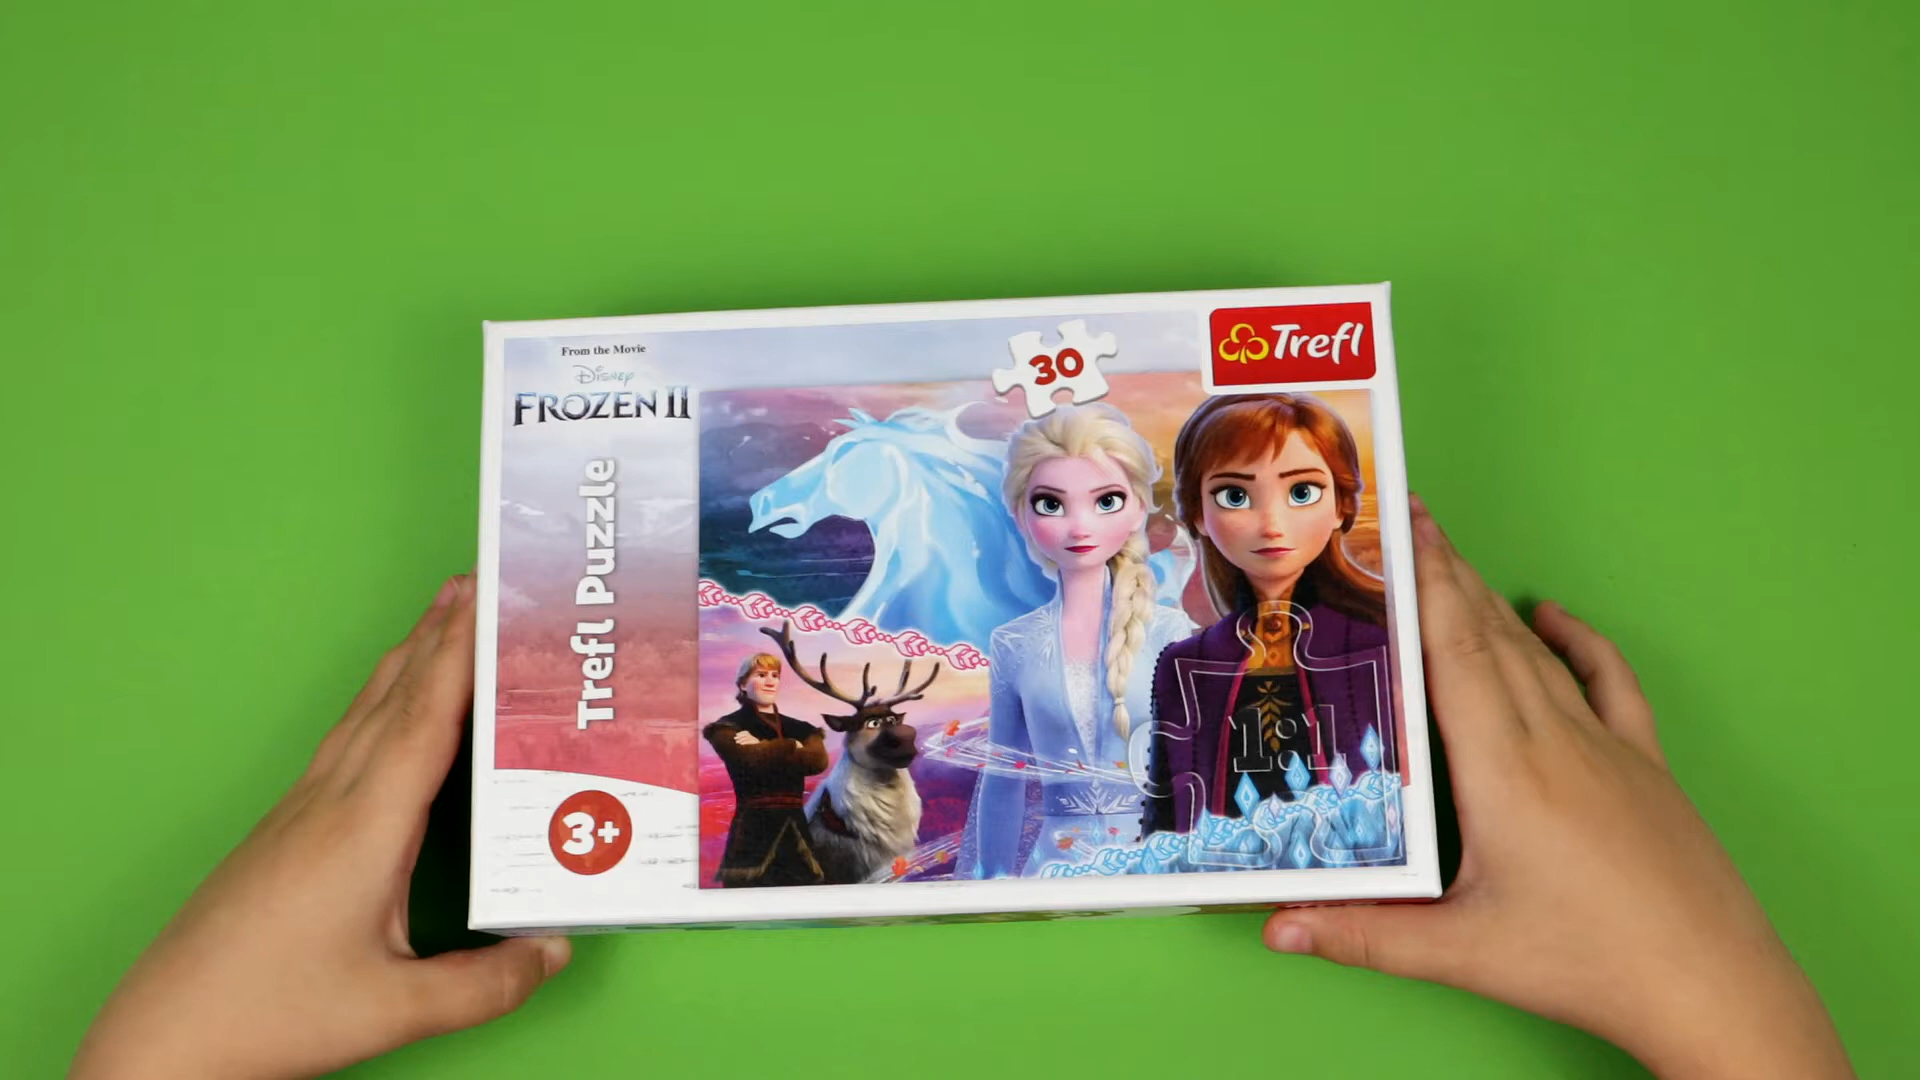 From the Movie
Disney
FROZEN II
Trefl Puzzle
3+
30
Trefl
1:1